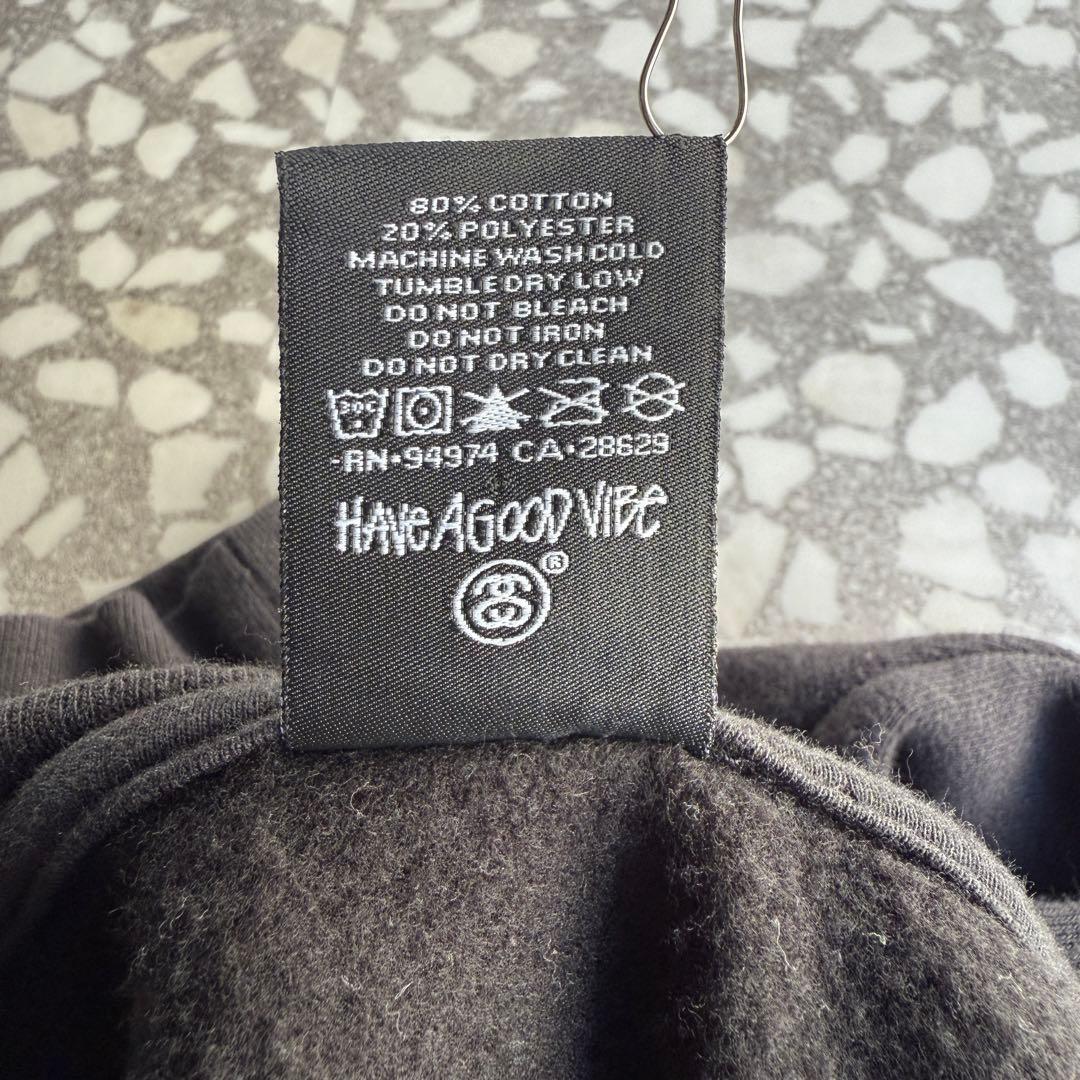 80% COTTON
20% POLYESTER
MACHINE WASH COLD
TUMBLE DRY LOW
DO NOT BLEACH
DO NOT IRON
DO NOT DRY CLEAN
-RN•94974 CA•28629
HAVE A GOOD VIBE
®